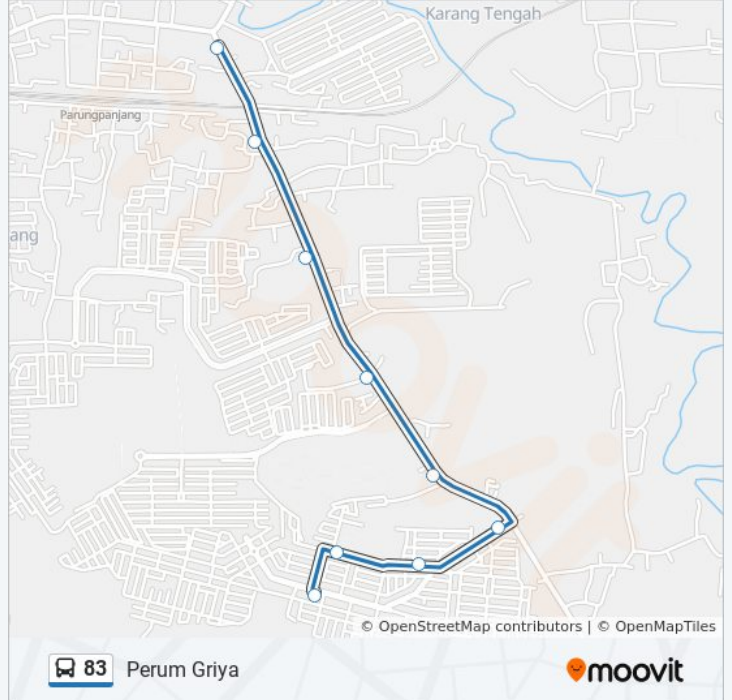 Karang Tengah
Parungpanjang
ang
© OpenStreetMap contributors | © OpenMapTiles
83 Perum Griya
moovit